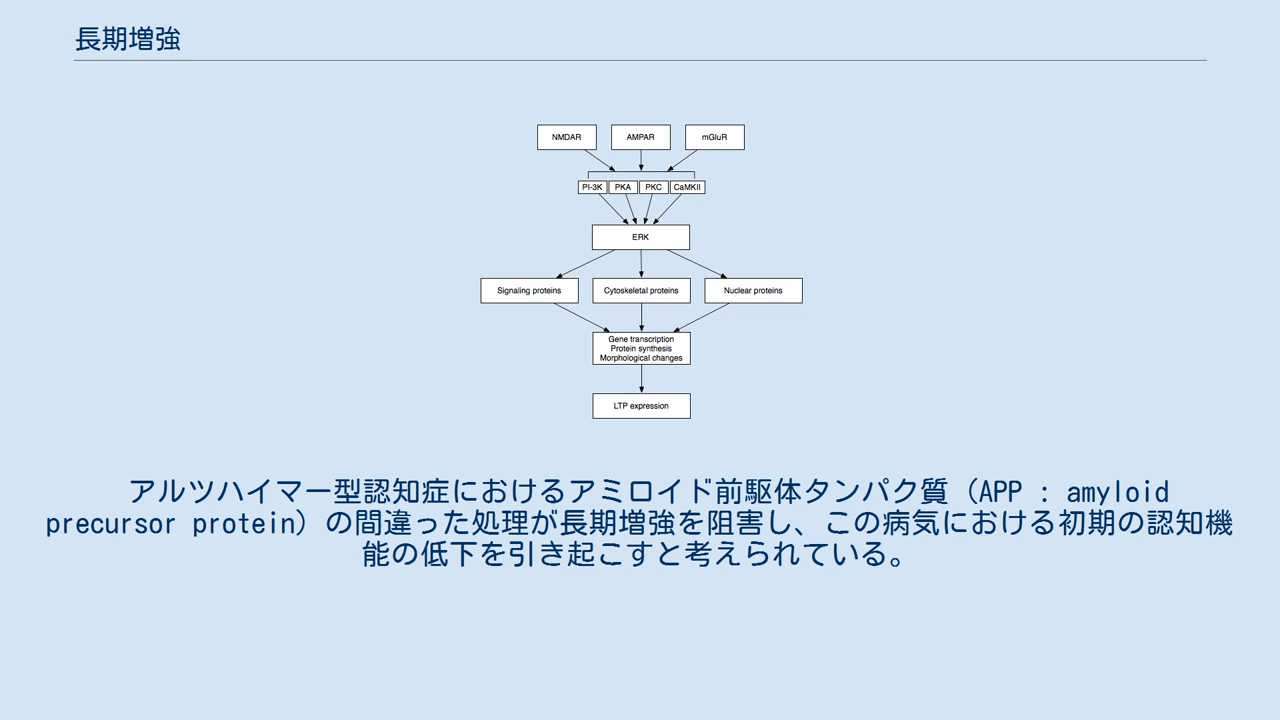 長期増強
NMDAR
AMPAR
mGluR
PI-3K
PKA
PKC
CaMKII
ERK
Signaling proteins
Cytoskeletal proteins
Nuclear proteins
Gene transcription
Protein synthesis
Morphological changes
LTP expression
アルツハイマー型認知症におけるアミロイド前駆体タンパク質（APP : amyloid
precursor protein）の間違った処理が長期増強を阻害し、この病気における初期の認知機
能の低下を引き起こすと考えられている。